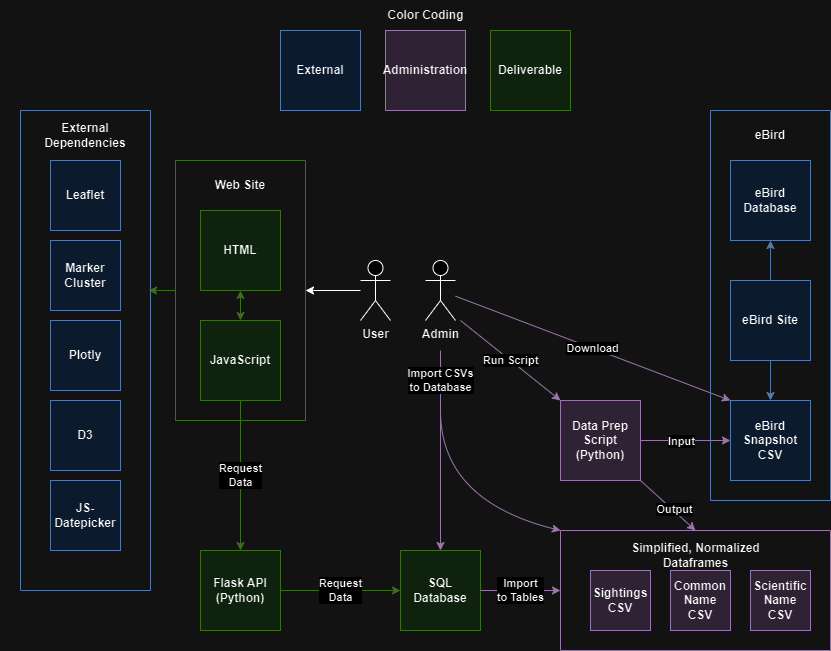 Color Coding
External
Administration
Deliverable
External
Dependencies
Leaflet
Marker
Cluster
Plotly
D3
JS-
Datepicker
Web Site
HTML
JavaScript
User
Admin
eBird
eBird
Database
eBird Site
eBird
Snapshot
CSV
Download
Run Script
Import CSVs
to Database
Data Prep
Script
(Python)
Input
Output
Request
Data
Flask API
(Python)
Request
Data
SQL
Database
Import
to Tables
Simplified, Normalized
Dataframes
Sightings
CSV
Common
Name
CSV
Scientific
Name
CSV